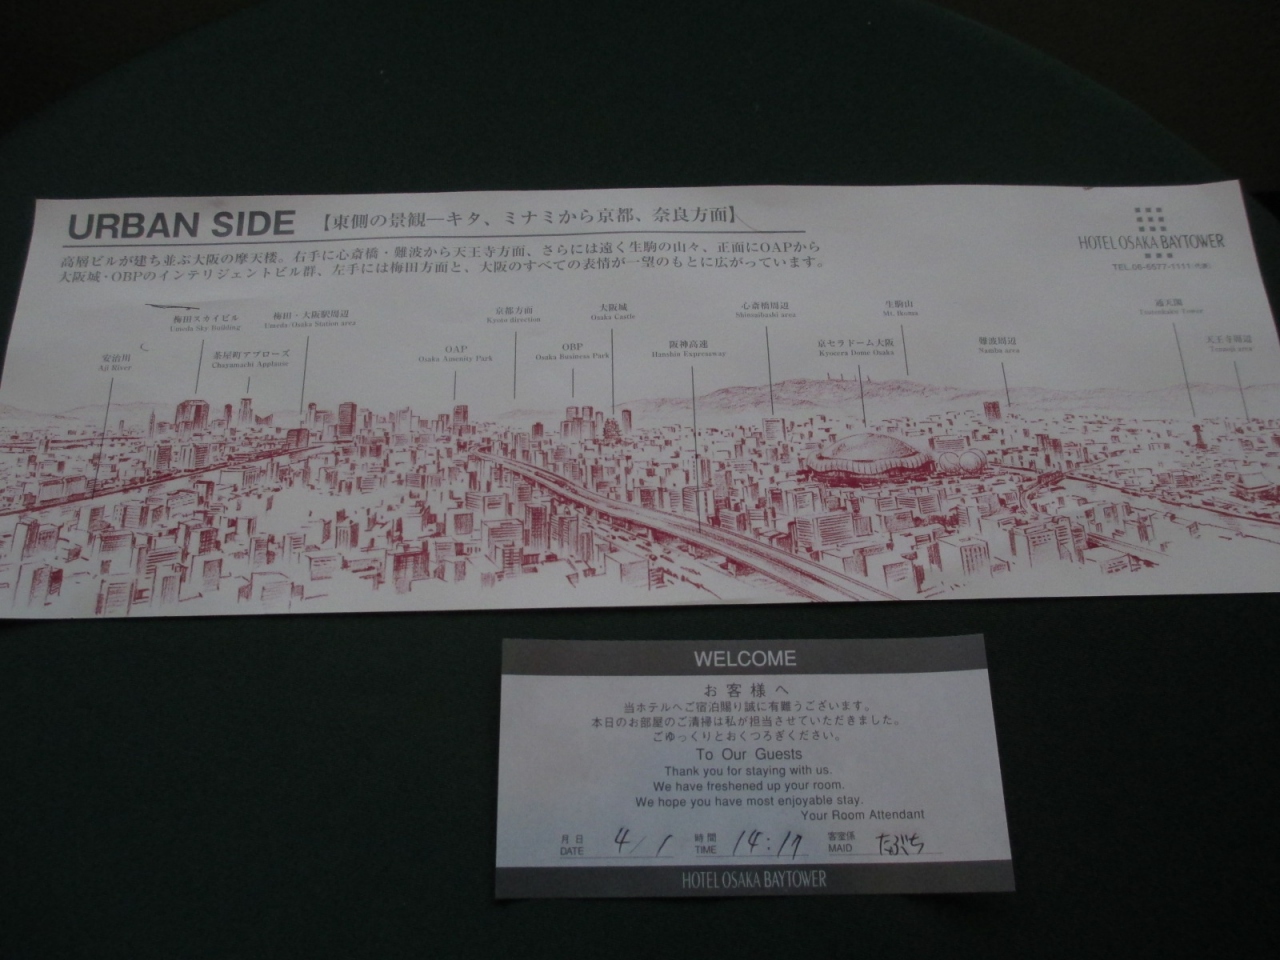 URBAN SIDE 【東側の景観―キタ、ミナミから京都、奈良方面】
高層ビルが建ち並ぶ大阪の摩天楼。右手に心斎橋・難波から天王寺方面、さらには遠く生駒の山々、正面にOAPから
大阪城・OBPのインテリジェントビル群、左手には梅田方面と、大阪のすべての表情が一望のもとに広がっています。
HOTEL OSAKA BAYTOWER
TEL.06-6577-1111(代表)
梅田スカイビル
Umeda Sky Building
梅田・大阪駅周辺
Umeda/Osaka Station area
京都方面
Kyoto direction
大阪城
Osaka Castle
心斎橋周辺
Shinsaibashi area
生駒山
Mt. Ikoma
通天閣
Tsutenkaku Tower
安治川
Aji River
茶屋町アプローズ
Chayamachi Applause
OAP
Osaka Amenity Park
OBP
Osaka Business Park
阪神高速
Hanshin Expressway
京セラドーム大阪
Kyocera Dome Osaka
難波周辺
Namba area
天王寺周辺
Tennoji area
WELCOME
お客様へ
当ホテルへご宿泊賜り誠に有難うございます。
本日のお部屋のご清掃は私が担当させていただきました。
ごゆっくりとおくつろぎください。
To Our Guests
Thank you for staying with us.
We have freshened up your room.
We hope you have most enjoyable stay.
Your Room Attendant
月日 DATE 4/1 時間 TIME 14:17 客室係 MAID たぶち
HOTEL OSAKA BAYTOWER